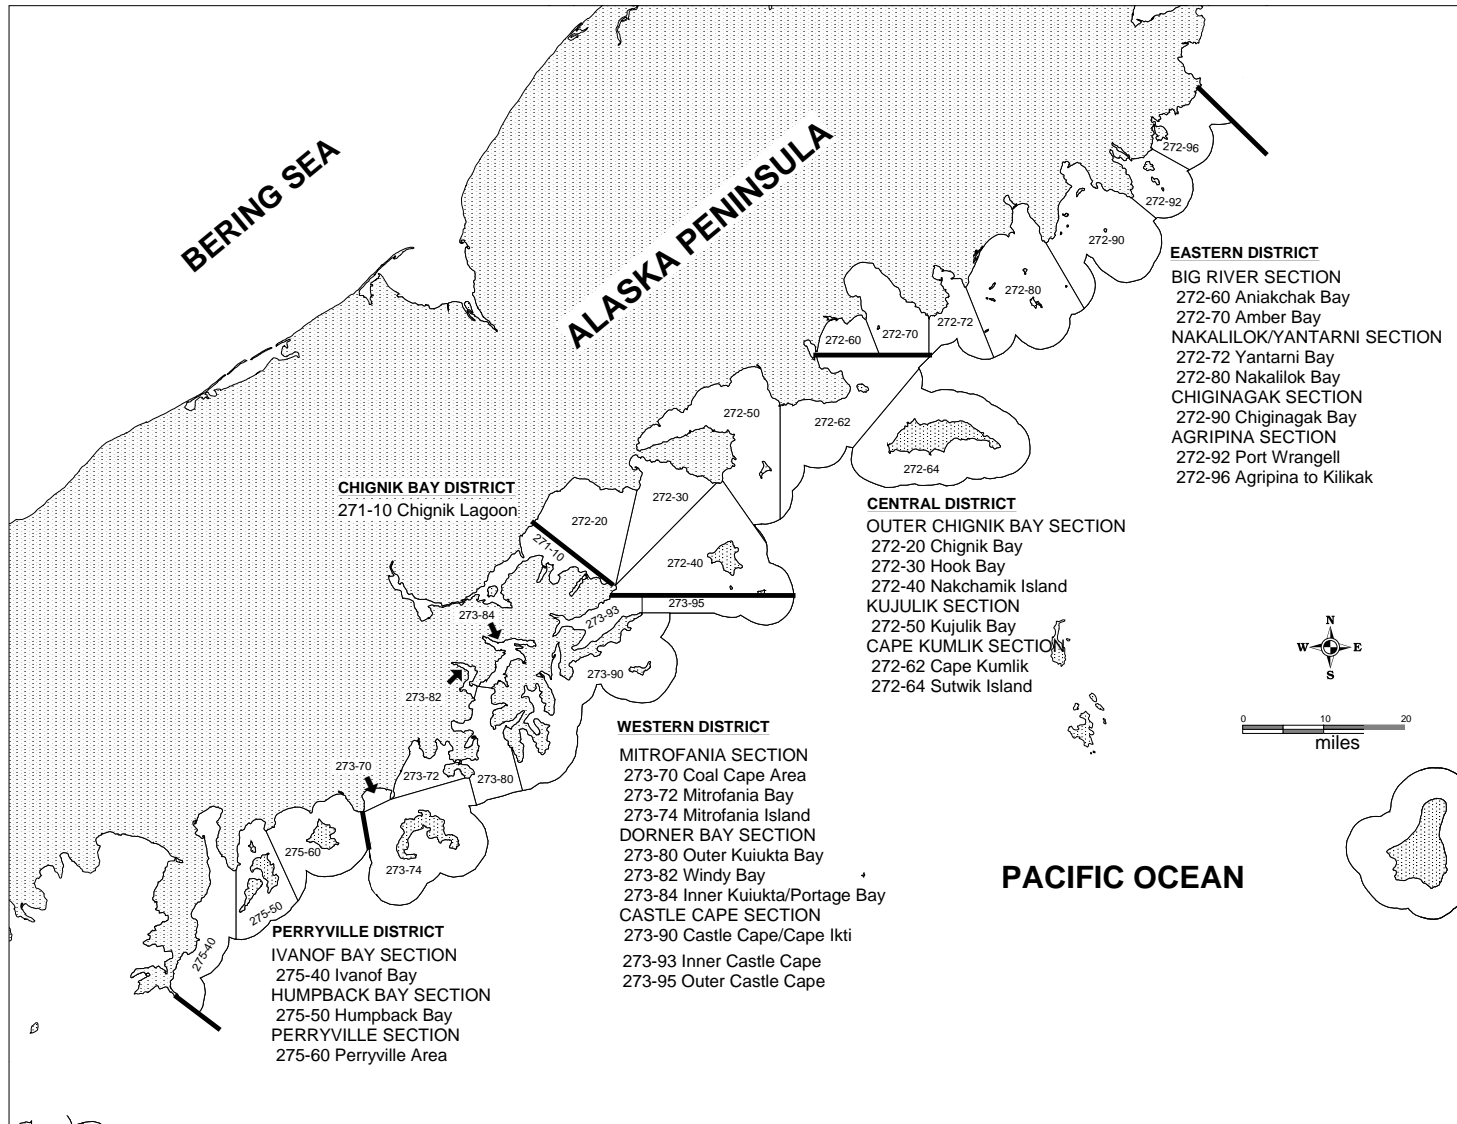 BERING SEA
ALASKA PENINSULA
272-96
272-92
272-90
272-80
272-72
272-70
272-60
272-50
272-62
272-64
272-30
272-20
271-10
272-40
273-95
273-93
273-84
273-90
273-82
273-80
273-72
273-70
273-74
275-60
275-50
275-40
EASTERN DISTRICT
BIG RIVER SECTION
272-60 Aniakchak Bay
272-70 Amber Bay
NAKALILOK/YANTARNI SECTION
272-72 Yantarni Bay
272-80 Nakalilok Bay
CHIGINAGAK SECTION
272-90 Chiginagak Bay
AGRIPINA SECTION
272-92 Port Wrangell
272-96 Agripina to Kilikak
CHIGNIK BAY DISTRICT
271-10 Chignik Lagoon
CENTRAL DISTRICT
OUTER CHIGNIK BAY SECTION
272-20 Chignik Bay
272-30 Hook Bay
272-40 Nakchamik Island
KUJULIK SECTION
272-50 Kujulik Bay
CAPE KUMLIK SECTION
272-62 Cape Kumlik
272-64 Sutwik Island
WESTERN DISTRICT
MITROFANIA SECTION
273-70 Coal Cape Area
273-72 Mitrofania Bay
273-74 Mitrofania Island
DORNER BAY SECTION
273-80 Outer Kuiukta Bay
273-82 Windy Bay
273-84 Inner Kuiukta/Portage Bay
CASTLE CAPE SECTION
273-90 Castle Cape/Cape Ikti
273-93 Inner Castle Cape
273-95 Outer Castle Cape
PERRYVILLE DISTRICT
IVANOF BAY SECTION
275-40 Ivanof Bay
HUMPBACK BAY SECTION
275-50 Humpback Bay
PERRYVILLE SECTION
275-60 Perryville Area
N
W E
S
0 10 20
miles
PACIFIC OCEAN